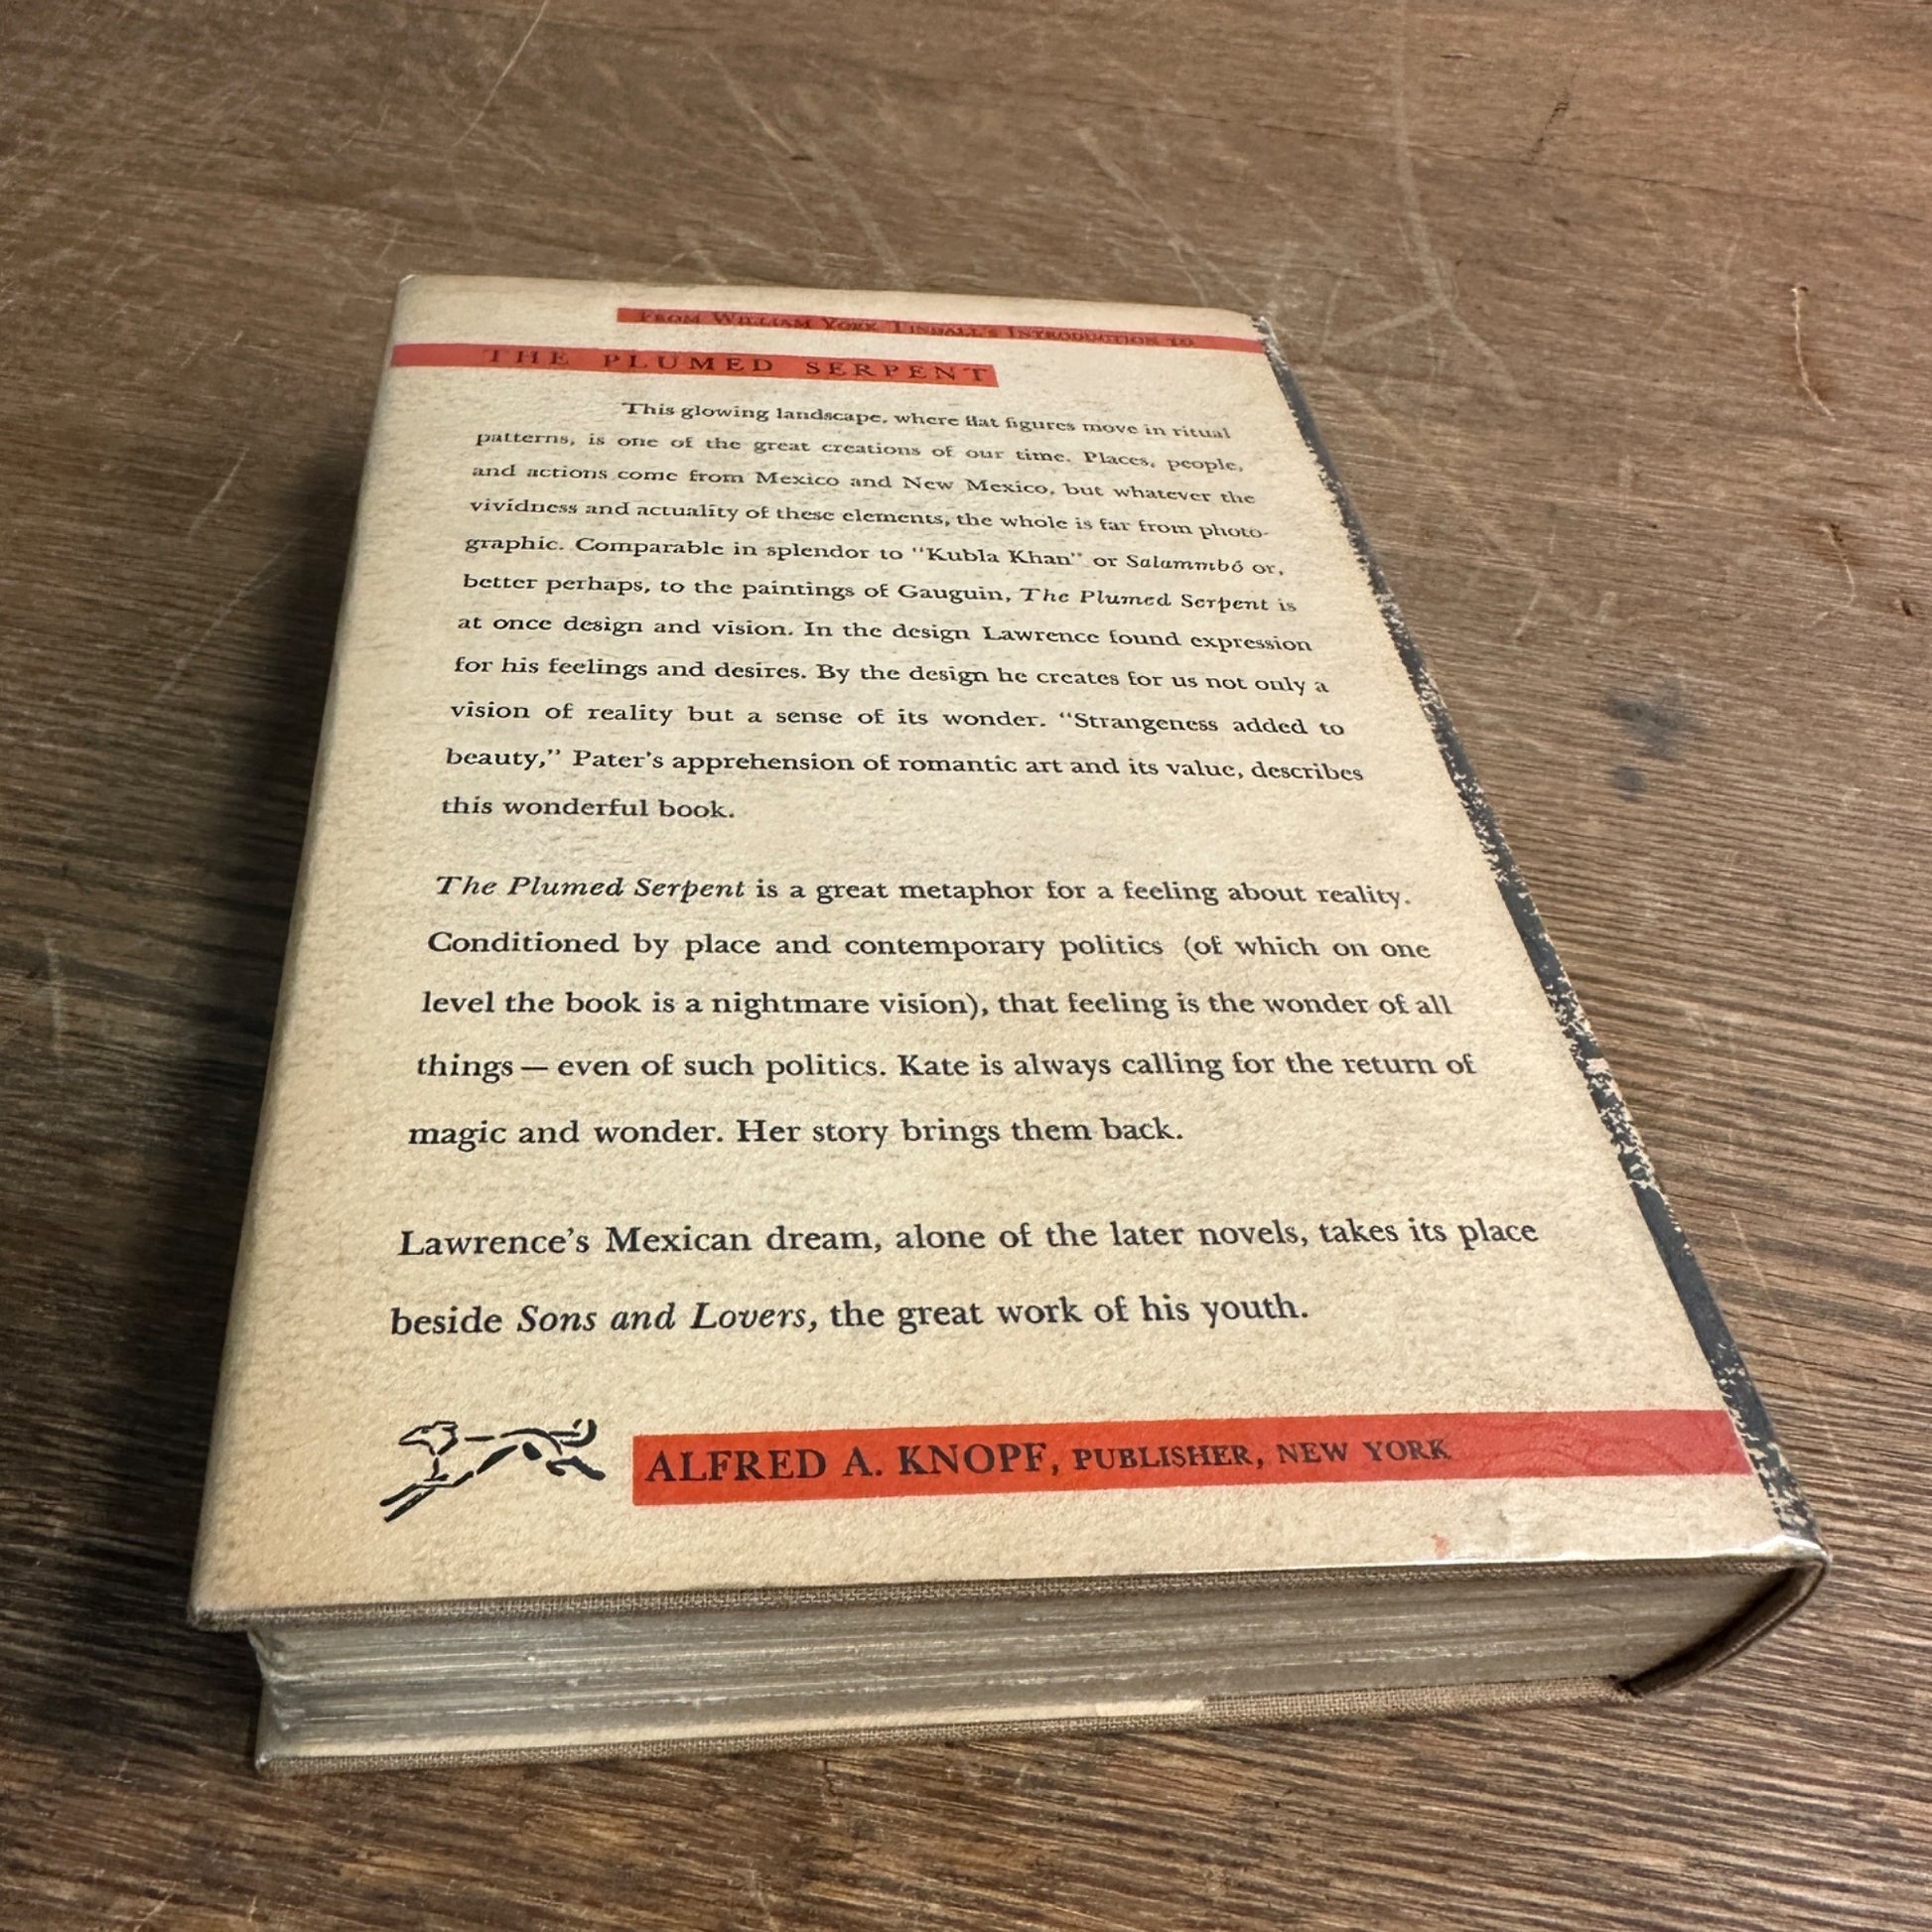 FROM WILLIAM YORK TINDALL'S INTRODUCTION TO
THE PLUMED SERPENT
This glowing landscape, where flat figures move in ritual
patterns, is one of the great creations of our time. Places, people,
and actions come from Mexico and New Mexico, but whatever the
vividness and actuality of these elements, the whole is far from photo-
graphic. Comparable in splendor to “Kubla Khan” or Salammbô or,
better perhaps, to the paintings of Gauguin, The Plumed Serpent is
at once design and vision. In the design Lawrence found expression
for his feelings and desires. By the design he creates for us not only a
vision of reality but a sense of its wonder. “Strangeness added to
beauty,” Pater's apprehension of romantic art and its value, describes
this wonderful book.
The Plumed Serpent is a great metaphor for a feeling about reality.
Conditioned by place and contemporary politics (of which on one
level the book is a nightmare vision), that feeling is the wonder of all
things — even of such politics. Kate is always calling for the return of
magic and wonder. Her story brings them back.
Lawrence's Mexican dream, alone of the later novels, takes its place
beside Sons and Lovers, the great work of his youth.
ALFRED A. KNOPF, PUBLISHER, NEW YORK